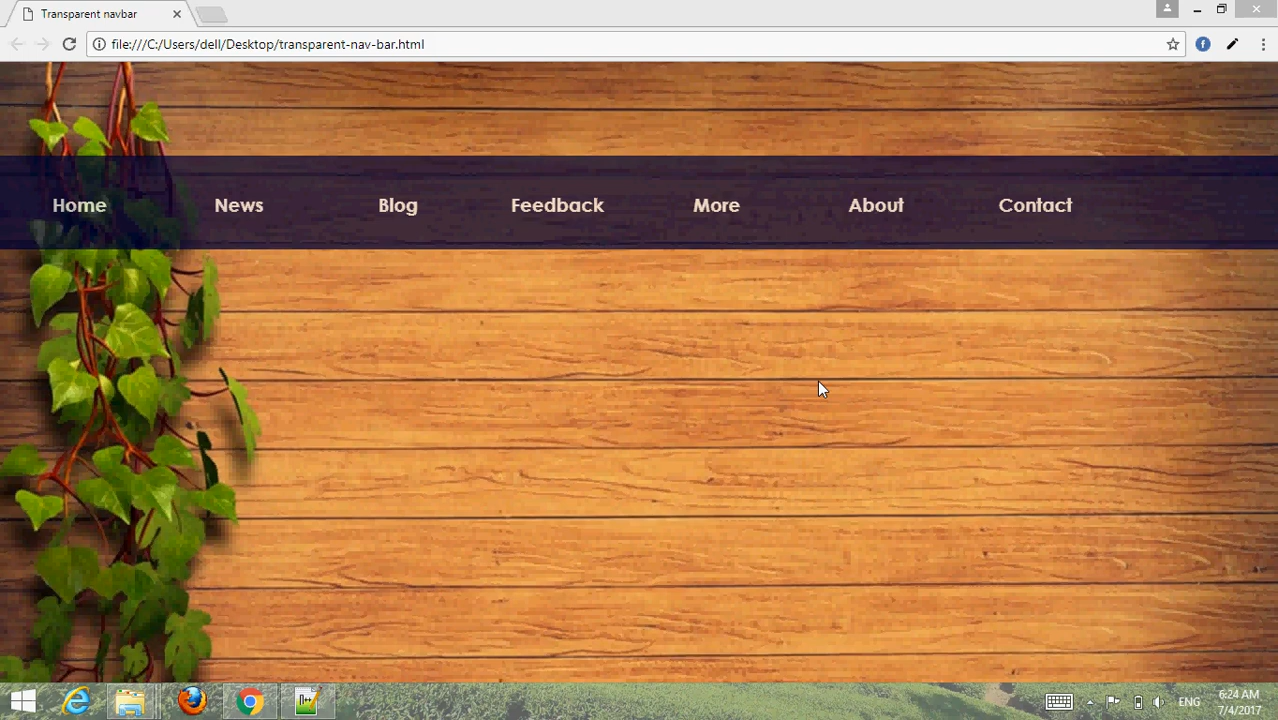 Transparent navbar
file:///C:/Users/dell/Desktop/transparent-nav-bar.html
Home News Blog Feedback More About Contact
ENG
6:24 AM
7/4/2017